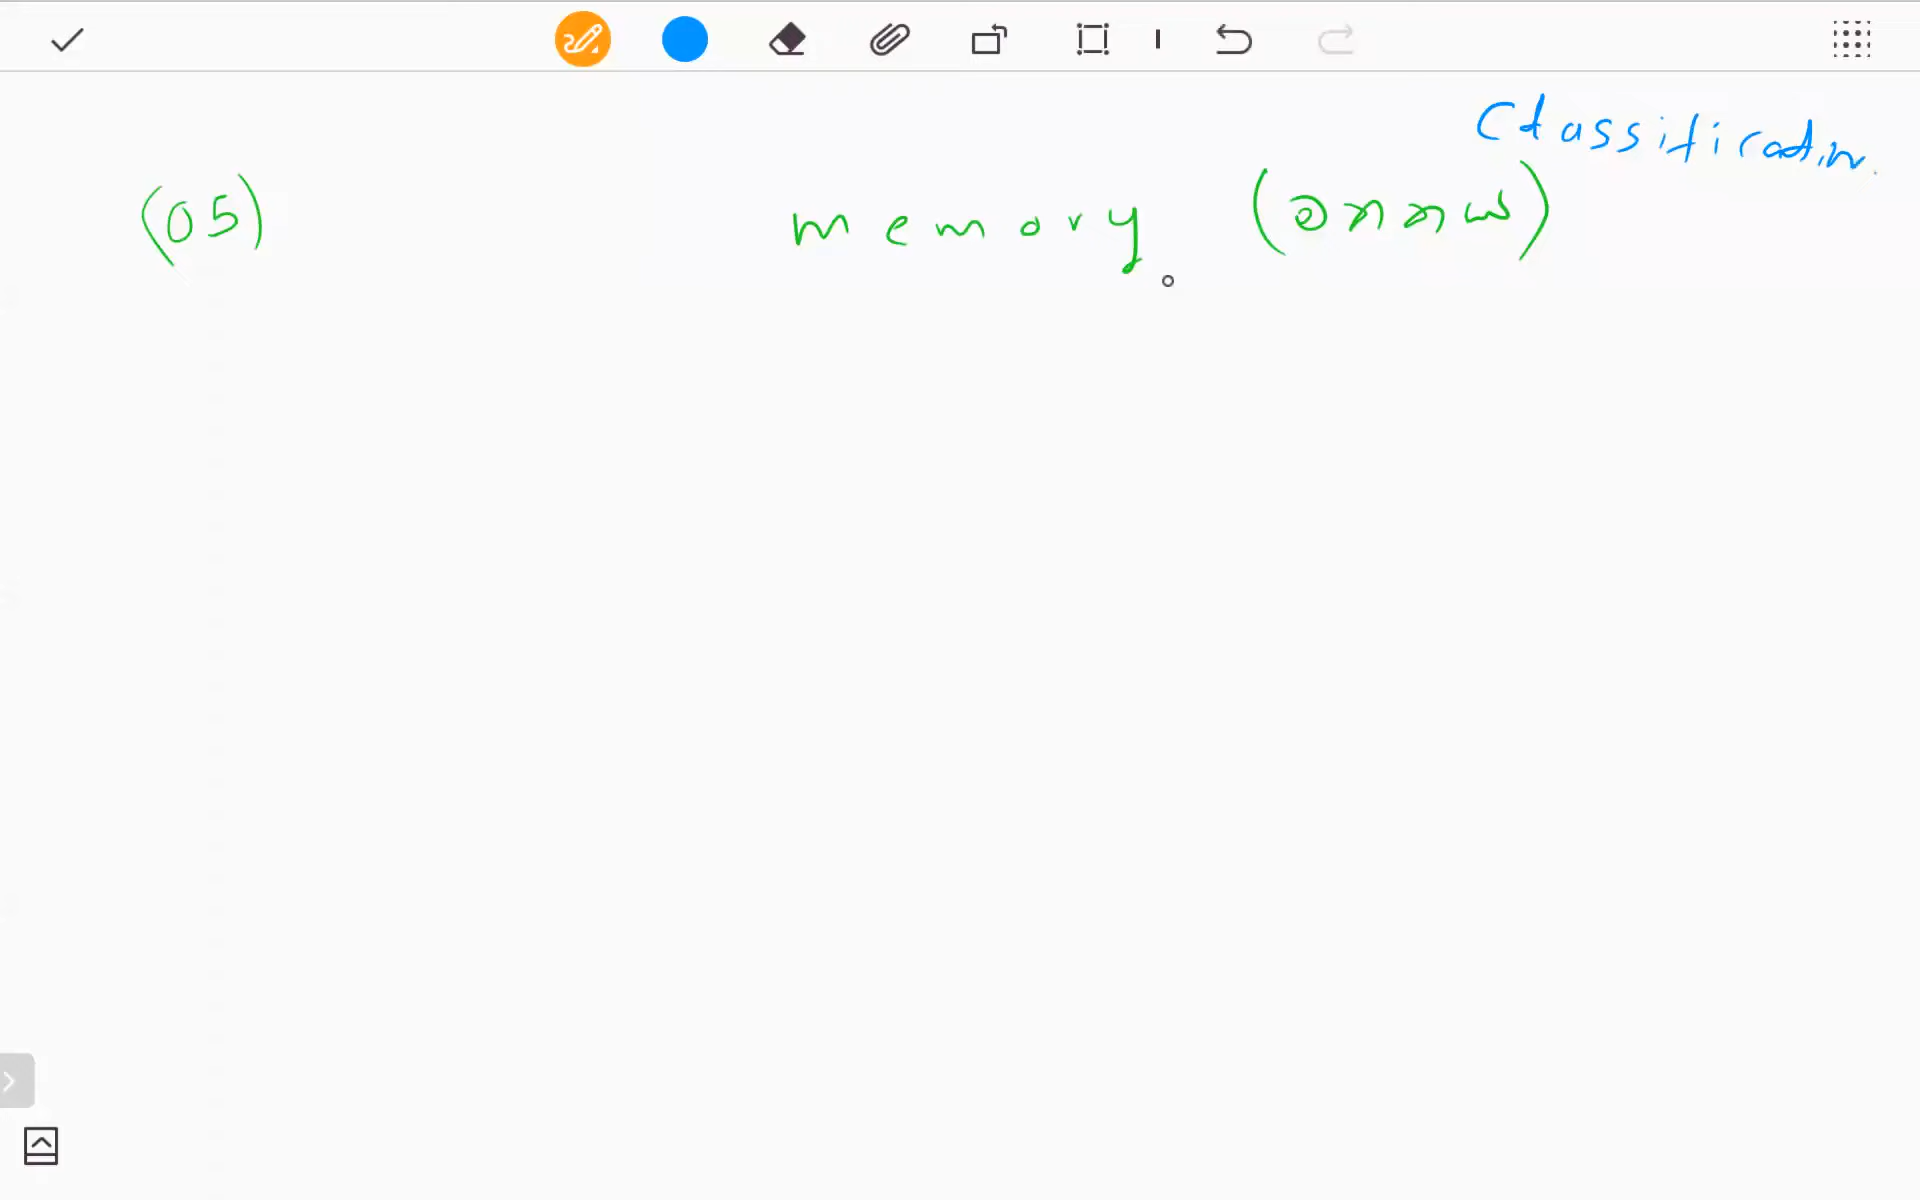 Classification.
(05) memory (මතකය)